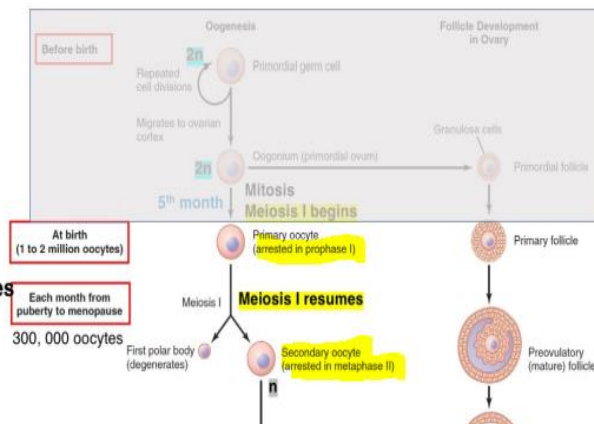 Oogenesis
Follicle Development
in Ovary
Before birth
2n
Primordial germ cell
Repeated
cell divisions
Migrates to ovarian
cortex
Granulosa cells
2n
Oogonium (primordial ovum)
Primordial follicle
Mitosis
5th month
Meiosis I begins
At birth
(1 to 2 million oocytes)
Primary oocyte
(arrested in prophase I)
Primary follicle
es
Each month from
puberty to menopause
Meiosis I
Meiosis I resumes
300, 000 oocytes
First polar body
(degenerates)
Secondary oocyte
(arrested in metaphase II)
Preovulatory
(mature) follicle
n